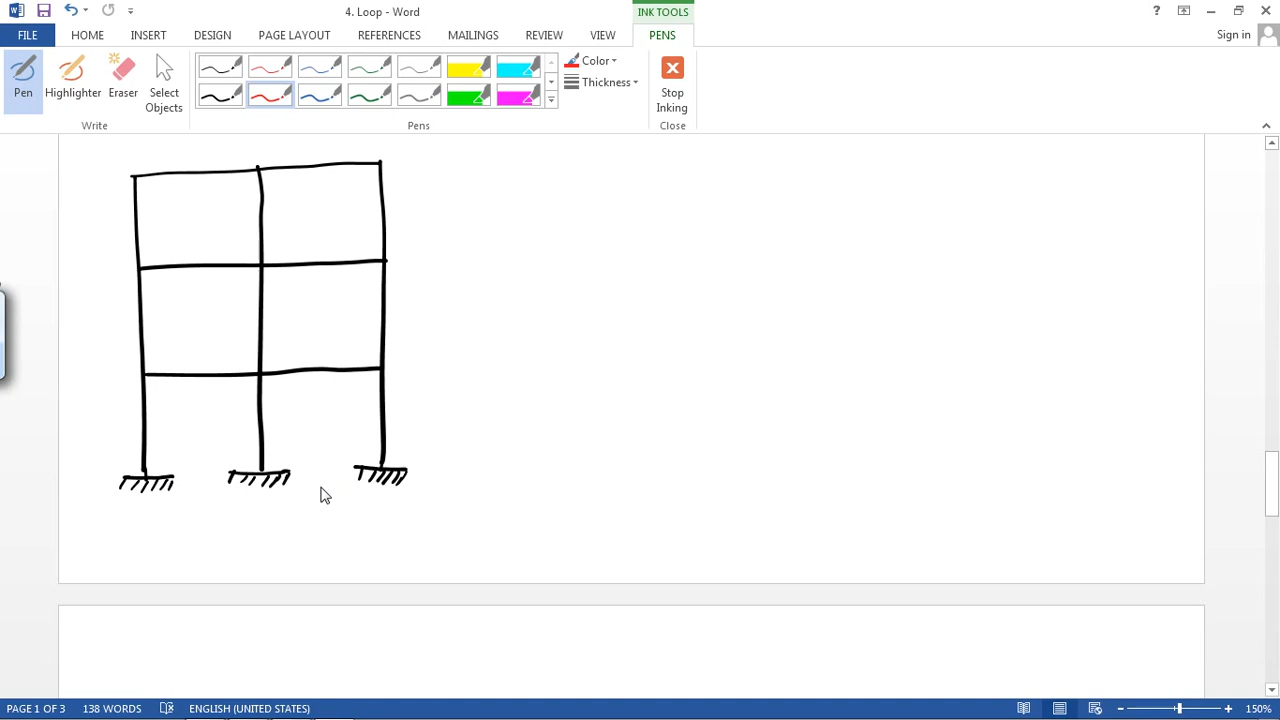 4. Loop - Word
INK TOOLS
?
FILE HOME INSERT DESIGN PAGE LAYOUT REFERENCES MAILINGS REVIEW VIEW PENS Sign in
Pen Highlighter Eraser Select Objects
Color
Thickness
Stop Inking
Write Pens Close
PAGE 1 OF 3 138 WORDS ENGLISH (UNITED STATES) 150%